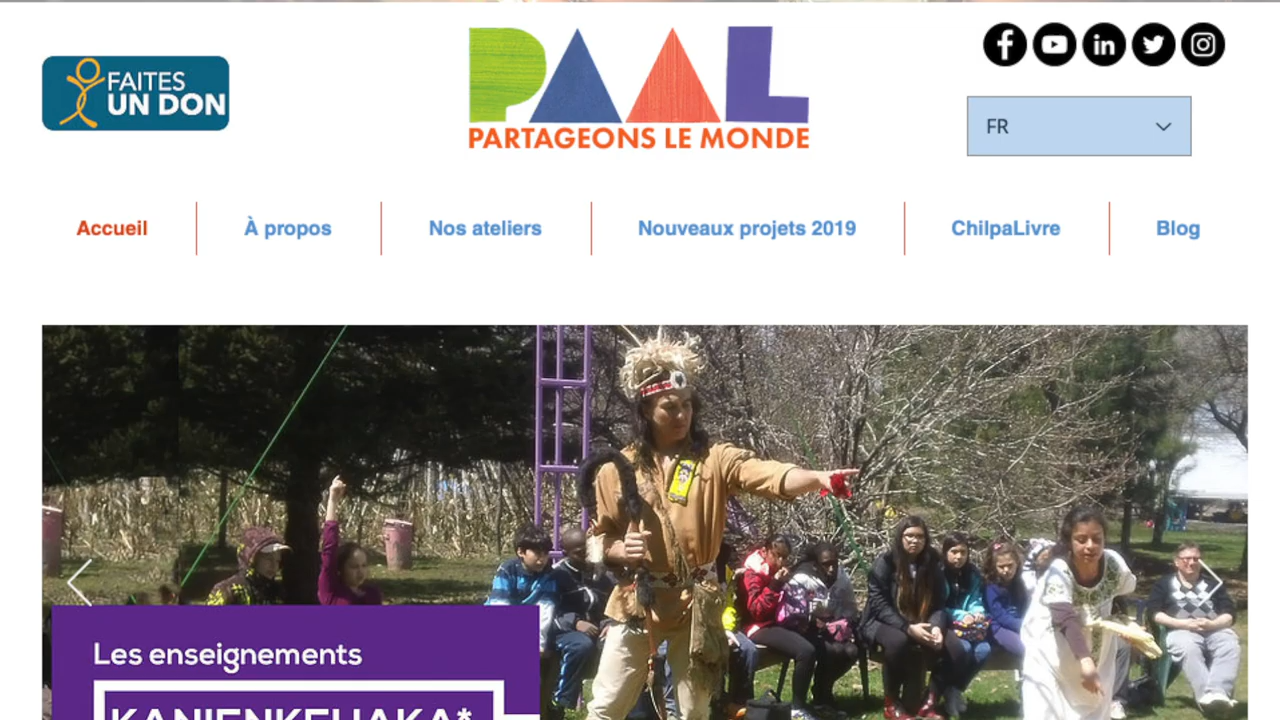 FAITES
UN DON
PAAL
PARTAGEONS LE MONDE
FR
Accueil
À propos
Nos ateliers
Nouveaux projets 2019
ChilpaLivre
Blog
Les enseignements
KANIENKEHAKA*